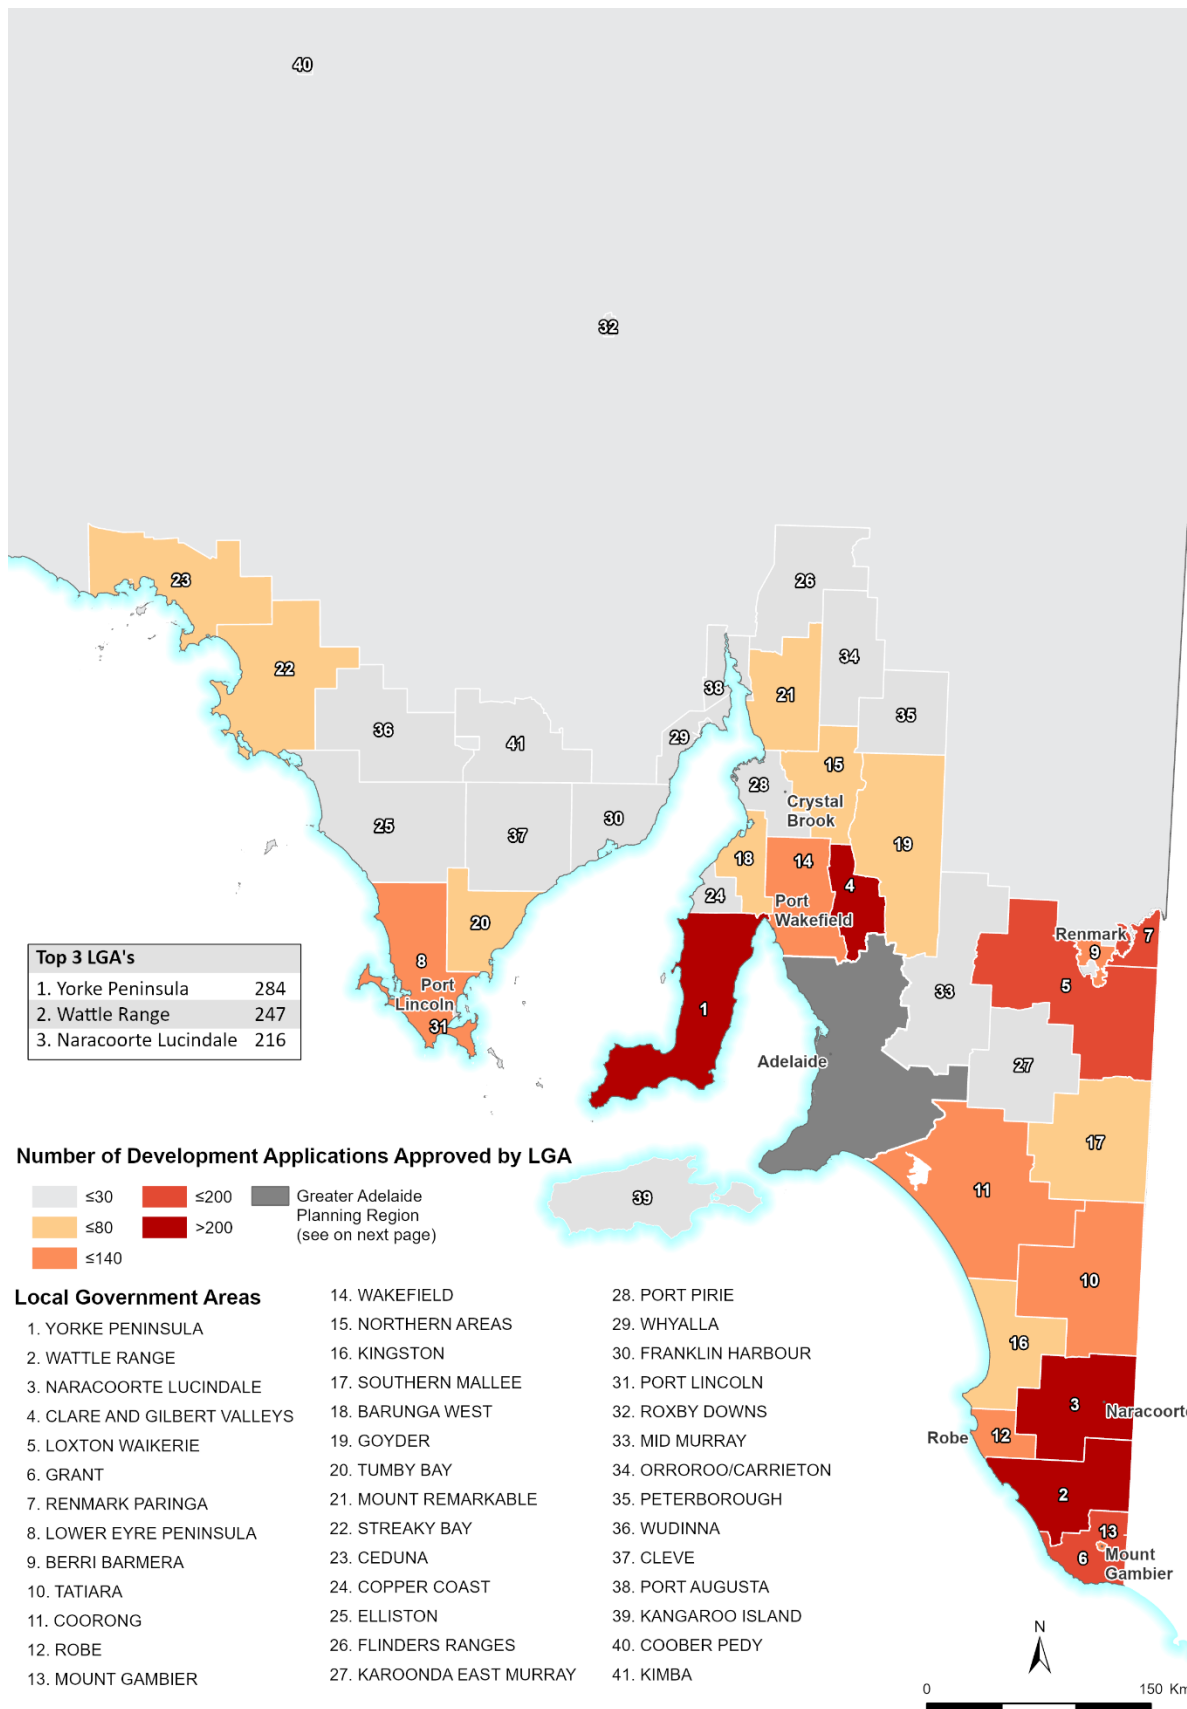 40
32
23
26
22
34
38
21
36
35
29
41
15
28
Crystal
Brook
25
30
37
19
18
14
4
24
Port
Wakefield
20
Renmark
7
9
Top 3 LGA's
1. Yorke Peninsula 284
2. Wattle Range 247
3. Naracoorte Lucindale 216
8
Port
Lincoln
31
33
5
1
Adelaide
27
17
Number of Development Applications Approved by LGA
≤30
≤80
≤140
≤200
>200
Greater Adelaide
Planning Region
(see on next page)
39
11
10
16
3
Naracoorte
Robe
12
2
13
6
Mount
Gambier
Local Government Areas
1. YORKE PENINSULA
2. WATTLE RANGE
3. NARACOORTE LUCINDALE
4. CLARE AND GILBERT VALLEYS
5. LOXTON WAIKERIE
6. GRANT
7. RENMARK PARINGA
8. LOWER EYRE PENINSULA
9. BERRI BARMERA
10. TATIARA
11. COORONG
12. ROBE
13. MOUNT GAMBIER
14. WAKEFIELD
15. NORTHERN AREAS
16. KINGSTON
17. SOUTHERN MALLEE
18. BARUNGA WEST
19. GOYDER
20. TUMBY BAY
21. MOUNT REMARKABLE
22. STREAKY BAY
23. CEDUNA
24. COPPER COAST
25. ELLISTON
26. FLINDERS RANGES
27. KAROONDA EAST MURRAY
28. PORT PIRIE
29. WHYALLA
30. FRANKLIN HARBOUR
31. PORT LINCOLN
32. ROXBY DOWNS
33. MID MURRAY
34. ORROROO/CARRIETON
35. PETERBOROUGH
36. WUDINNA
37. CLEVE
38. PORT AUGUSTA
39. KANGAROO ISLAND
40. COOBER PEDY
41. KIMBA
N
0 150 Km